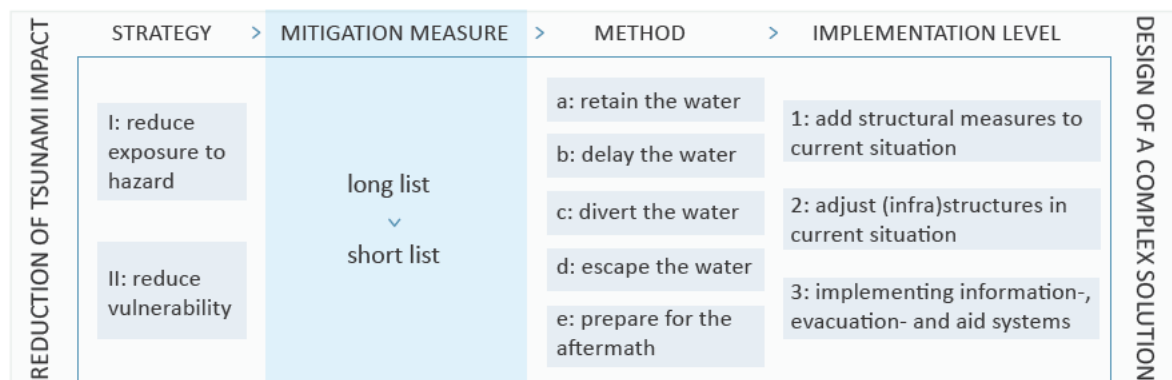 REDUCTION OF TSUNAMI IMPACT
STRATEGY > MITIGATION MEASURE > METHOD > IMPLEMENTATION LEVEL
I: reduce
exposure to
hazard
II: reduce
vulnerability
long list
short list
a: retain the water
b: delay the water
c: divert the water
d: escape the water
e: prepare for the
aftermath
1: add structural measures to
current situation
2: adjust (infra)structures in
current situation
3: implementing information-,
evacuation- and aid systems
DESIGN OF A COMPLEX SOLUTION